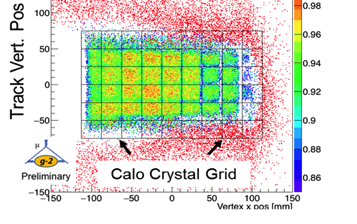 Track Vert. Pos
100
50
0
−50
−150
0.98
0.96
0.94
0.92
0.9
0.88
0.86
μ
g-2
Preliminary
Calo Crystal Grid
−150 −100 −50 0 50 100 150
Vertex x pos [mm]